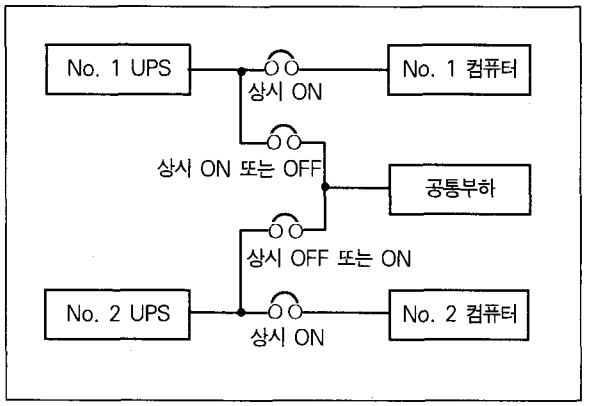 No. 1 UPS
No. 1 컴퓨터
상시 ON
상시 ON 또는 OFF
공통부하
상시 OFF 또는 ON
No. 2 UPS
No. 2 컴퓨터
상시 ON